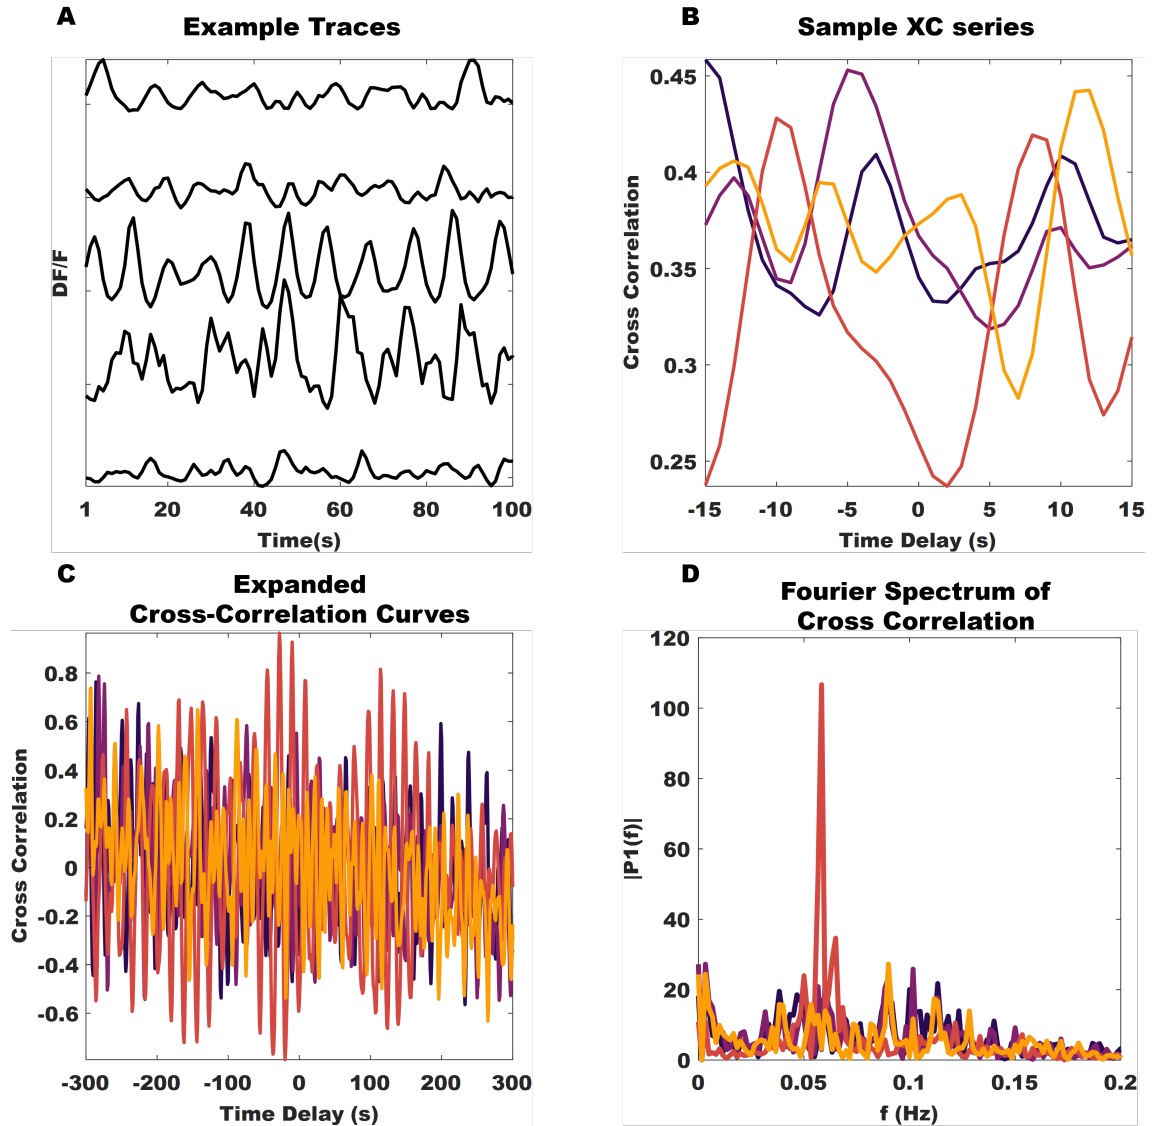 A
Example Traces
DF/F
1 20 40 60 80 100
Time(s)
B
Sample XC series
Cross Correlation
0.45
0.4
0.35
0.3
0.25
-15 -10 -5 0 5 10 15
Time Delay (s)
C
Expanded
Cross-Correlation Curves
Cross Correlation
0.8
0.6
0.4
0.2
0
-0.2
-0.4
-0.6
-300 -200 -100 0 100 200 300
Time Delay (s)
D
Fourier Spectrum of
Cross Correlation
|P1(f)|
120
100
80
60
40
20
0
0 0.05 0.1 0.15 0.2
f (Hz)